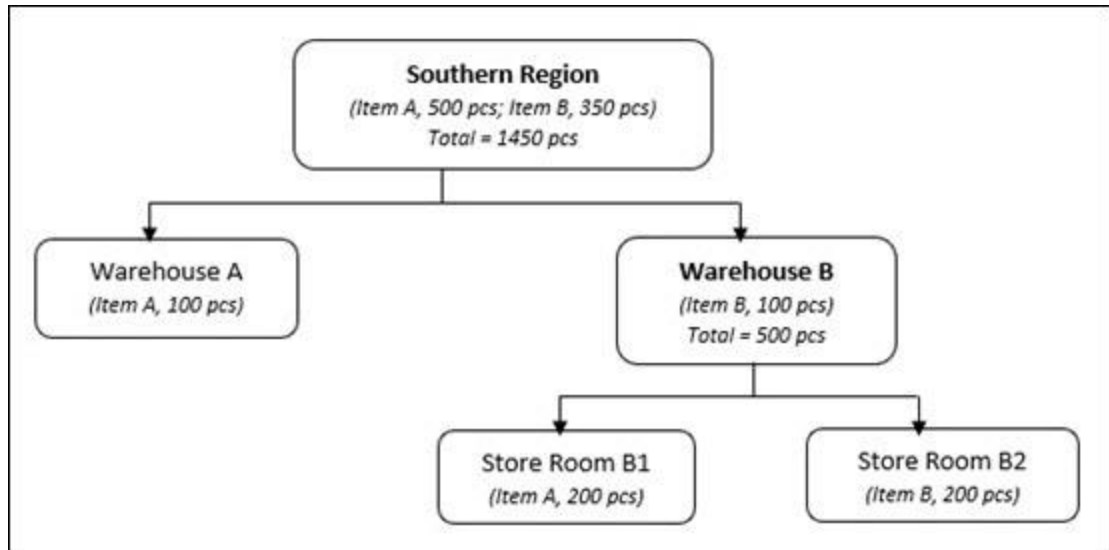 Southern Region
(Item A, 500 pcs; Item B, 350 pcs)
Total = 1450 pcs
Warehouse A
(Item A, 100 pcs)
Warehouse B
(Item B, 100 pcs)
Total = 500 pcs
Store Room B1
(Item A, 200 pcs)
Store Room B2
(Item B, 200 pcs)